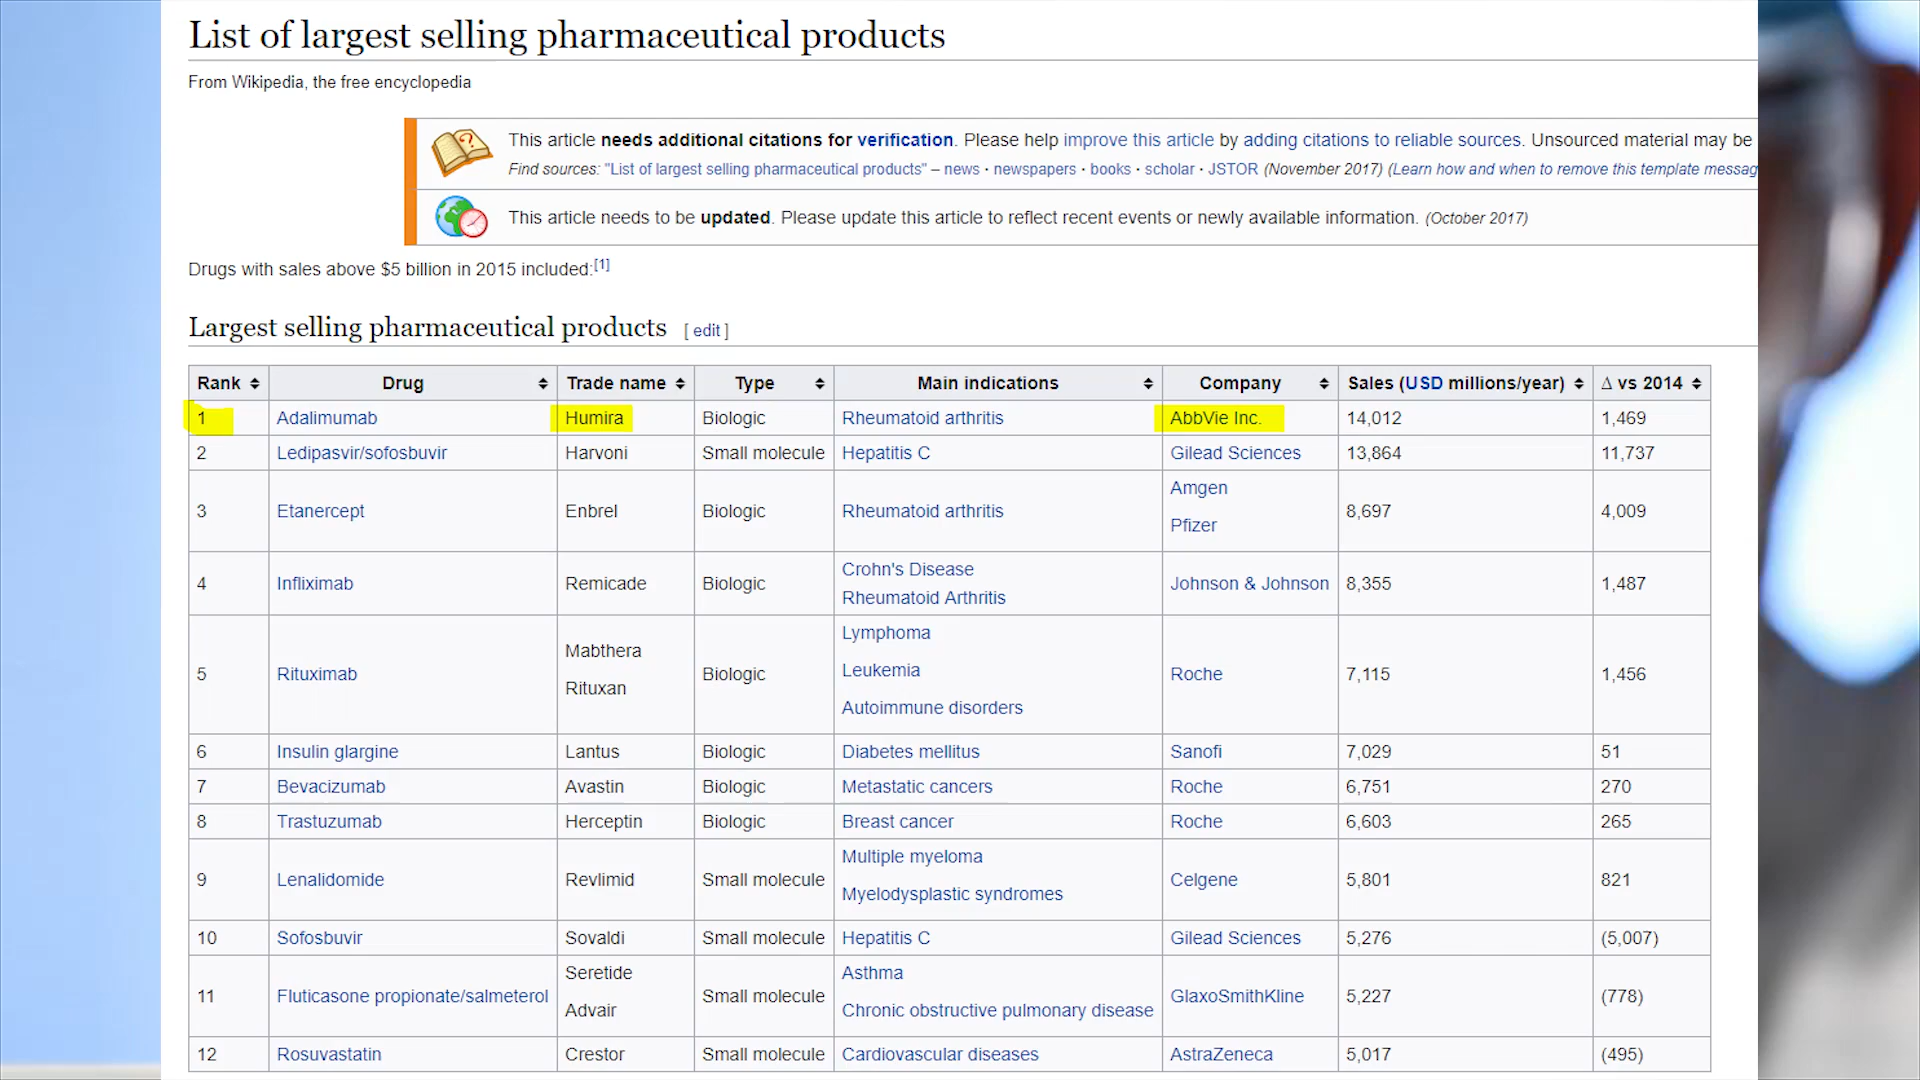 List of largest selling pharmaceutical products
From Wikipedia, the free encyclopedia
This article needs additional citations for verification. Please help improve this article by adding citations to reliable sources. Unsourced material may be
Find sources: "List of largest selling pharmaceutical products" – news · newspapers · books · scholar · JSTOR (November 2017) (Learn how and when to remove this template messag
This article needs to be updated. Please update this article to reflect recent events or newly available information. (October 2017)
Drugs with sales above $5 billion in 2015 included:[1]
Largest selling pharmaceutical products [ edit ]
Rank Drug Trade name Type Main indications Company Sales (USD millions/year) Δ vs 2014
1 Adalimumab Humira Biologic Rheumatoid arthritis AbbVie Inc. 14,012 1,469
2 Ledipasvir/sofosbuvir Harvoni Small molecule Hepatitis C Gilead Sciences 13,864 11,737
3 Etanercept Enbrel Biologic Rheumatoid arthritis Amgen
Pfizer 8,697 4,009
4 Infliximab Remicade Biologic Crohn's Disease
Rheumatoid Arthritis Johnson & Johnson 8,355 1,487
5 Rituximab Mabthera
Rituxan Biologic Lymphoma
Leukemia
Autoimmune disorders Roche 7,115 1,456
6 Insulin glargine Lantus Biologic Diabetes mellitus Sanofi 7,029 51
7 Bevacizumab Avastin Biologic Metastatic cancers Roche 6,751 270
8 Trastuzumab Herceptin Biologic Breast cancer Roche 6,603 265
9 Lenalidomide Revlimid Small molecule Multiple myeloma
Myelodysplastic syndromes Celgene 5,801 821
10 Sofosbuvir Sovaldi Small molecule Hepatitis C Gilead Sciences 5,276 (5,007)
11 Fluticasone propionate/salmeterol Seretide
Advair Small molecule Asthma
Chronic obstructive pulmonary disease GlaxoSmithKline 5,227 (778)
12 Rosuvastatin Crestor Small molecule Cardiovascular diseases AstraZeneca 5,017 (495)